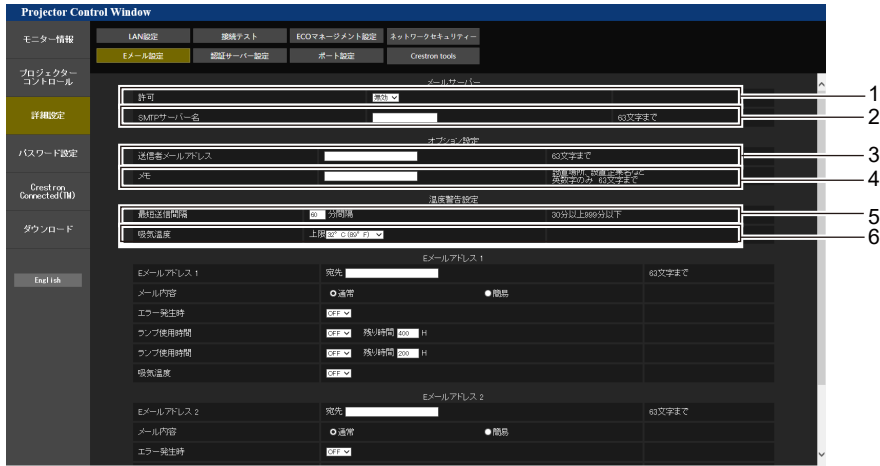 Projector Control Window
モニター情報
プロジェクター
コントロール
詳細設定
パスワード設定
Crestron
Connected(TM)
ダウンロード
English
LAN設定 接続テスト ECOマネージメント設定 ネットワークセキュリティー
Eメール設定 認証サーバー設定 ポート設定 Crestron tools
メールサーバー
許可 無効 1
SMTPサーバー名 63文字まで 2
オプション設定
送信者メールアドレス 63文字まで 3
メモ 設置場所、設置企業名など
英数字のみ 63文字まで 4
温度警告設定
最短送信間隔 60 分間隔 30分以上999分以下 5
吸気温度 上限 32°C(89°F) 6
Eメールアドレス 1
Eメールアドレス 1 宛先 63文字まで
メール内容 通常 簡易
エラー発生時 OFF
ランプ使用時間 OFF 残り時間 400 H
ランプ使用時間 OFF 残り時間 200 H
吸気温度 OFF
Eメールアドレス 2
Eメールアドレス 2 宛先 63文字まで
メール内容 通常 簡易
エラー発生時 OFF